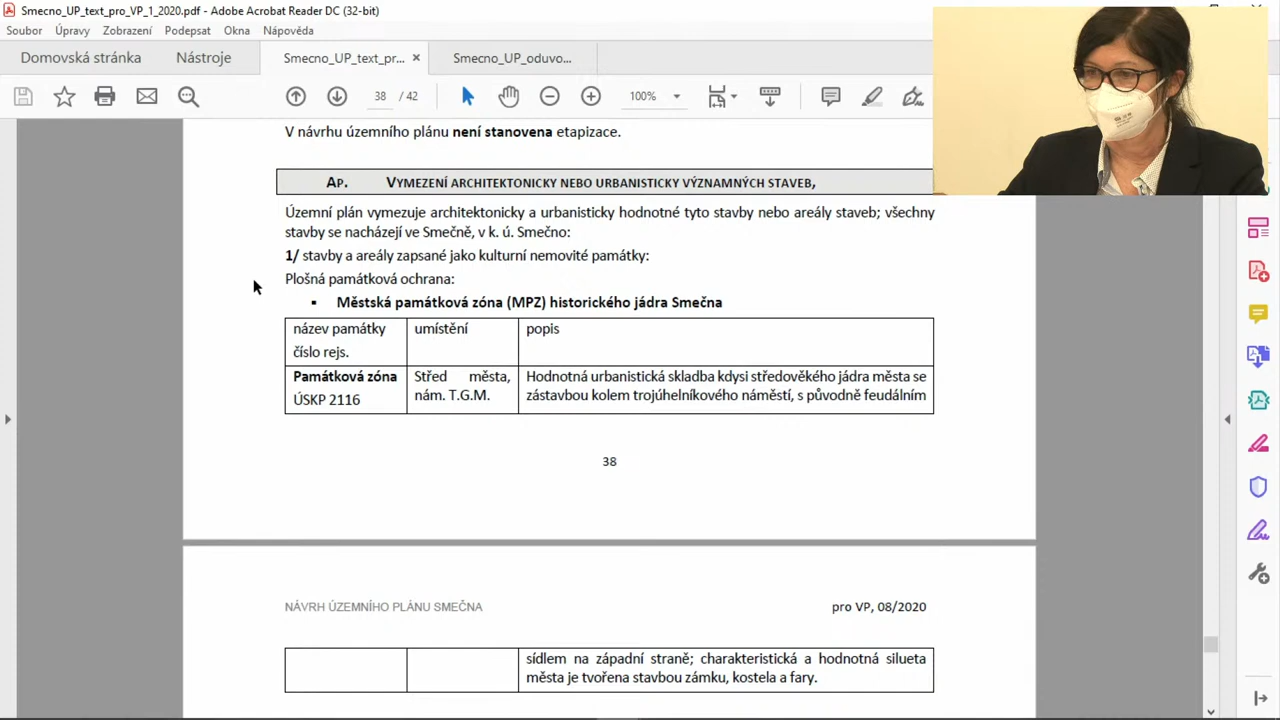 Smecno_UP_text_pro_VP_1_2020.pdf - Adobe Acrobat Reader DC (32-bit)
Soubor Úpravy Zobrazení Podepsat Okna Nápověda
Domovská stránka Nástroje Smecno_UP_text_pr... × Smecno_UP_oduvo...
38 / 42 100%
V návrhu územního plánu není stanovena etapizace.
AP. VYMEZENÍ ARCHITEKTONICKY NEBO URBANISTICKY VÝZNAMNÝCH STAVEB,
Územní plán vymezuje architektonicky a urbanisticky hodnotné tyto stavby nebo areály staveb; všechny
stavby se nacházejí ve Smečně, v k. ú. Smečno:
1/ stavby a areály zapsané jako kulturní nemovité památky:
Plošná památková ochrana:
▪ Městská památková zóna (MPZ) historického jádra Smečna
název památky umístění popis
číslo rejs.
Památková zóna Střed města, Hodnotná urbanistická skladba kdysi středověkého jádra města se
ÚSKP 2116 nám. T.G.M. zástavbou kolem trojúhelníkového náměstí, s původně feudálním
38
NÁVRH ÚZEMNÍHO PLÁNU SMEČNA pro VP, 08/2020
sídlem na západní straně; charakteristická a hodnotná silueta
města je tvořena stavbou zámku, kostela a fary.